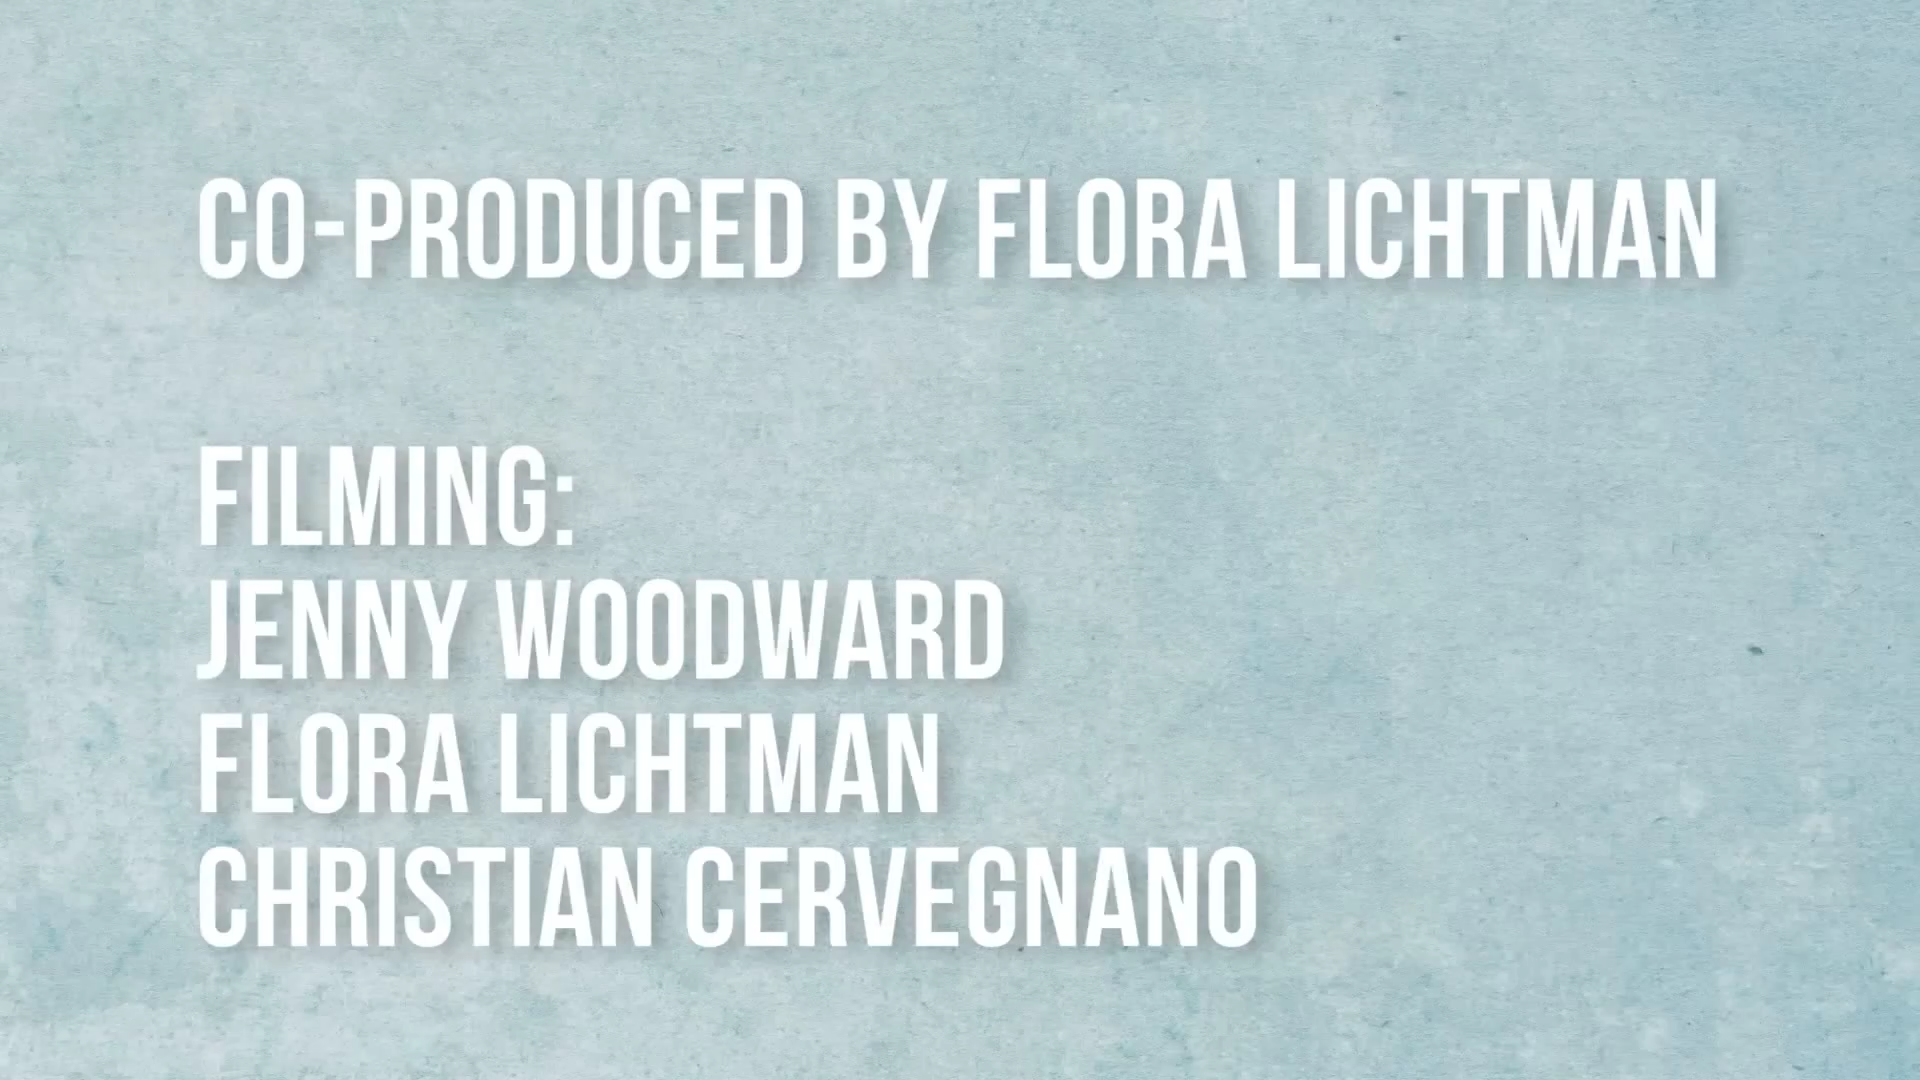 CO-PRODUCED BY FLORA LICHTMAN
FILMING:
JENNY WOODWARD
FLORA LICHTMAN
CHRISTIAN CERVEGNANO